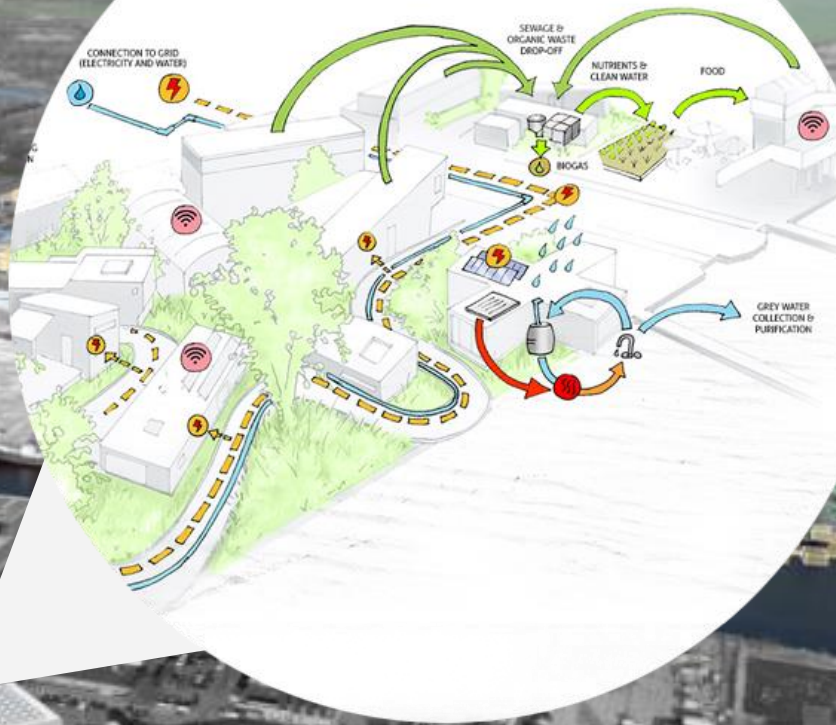 CONNECTION TO GRID
(ELECTRICITY AND WATER)
SEWAGE &
ORGANIC WASTE
DROP-OFF
NUTRIENTS &
CLEAN WATER
FOOD
BIOGAS
GREY WATER
COLLECTION &
PURIFICATION